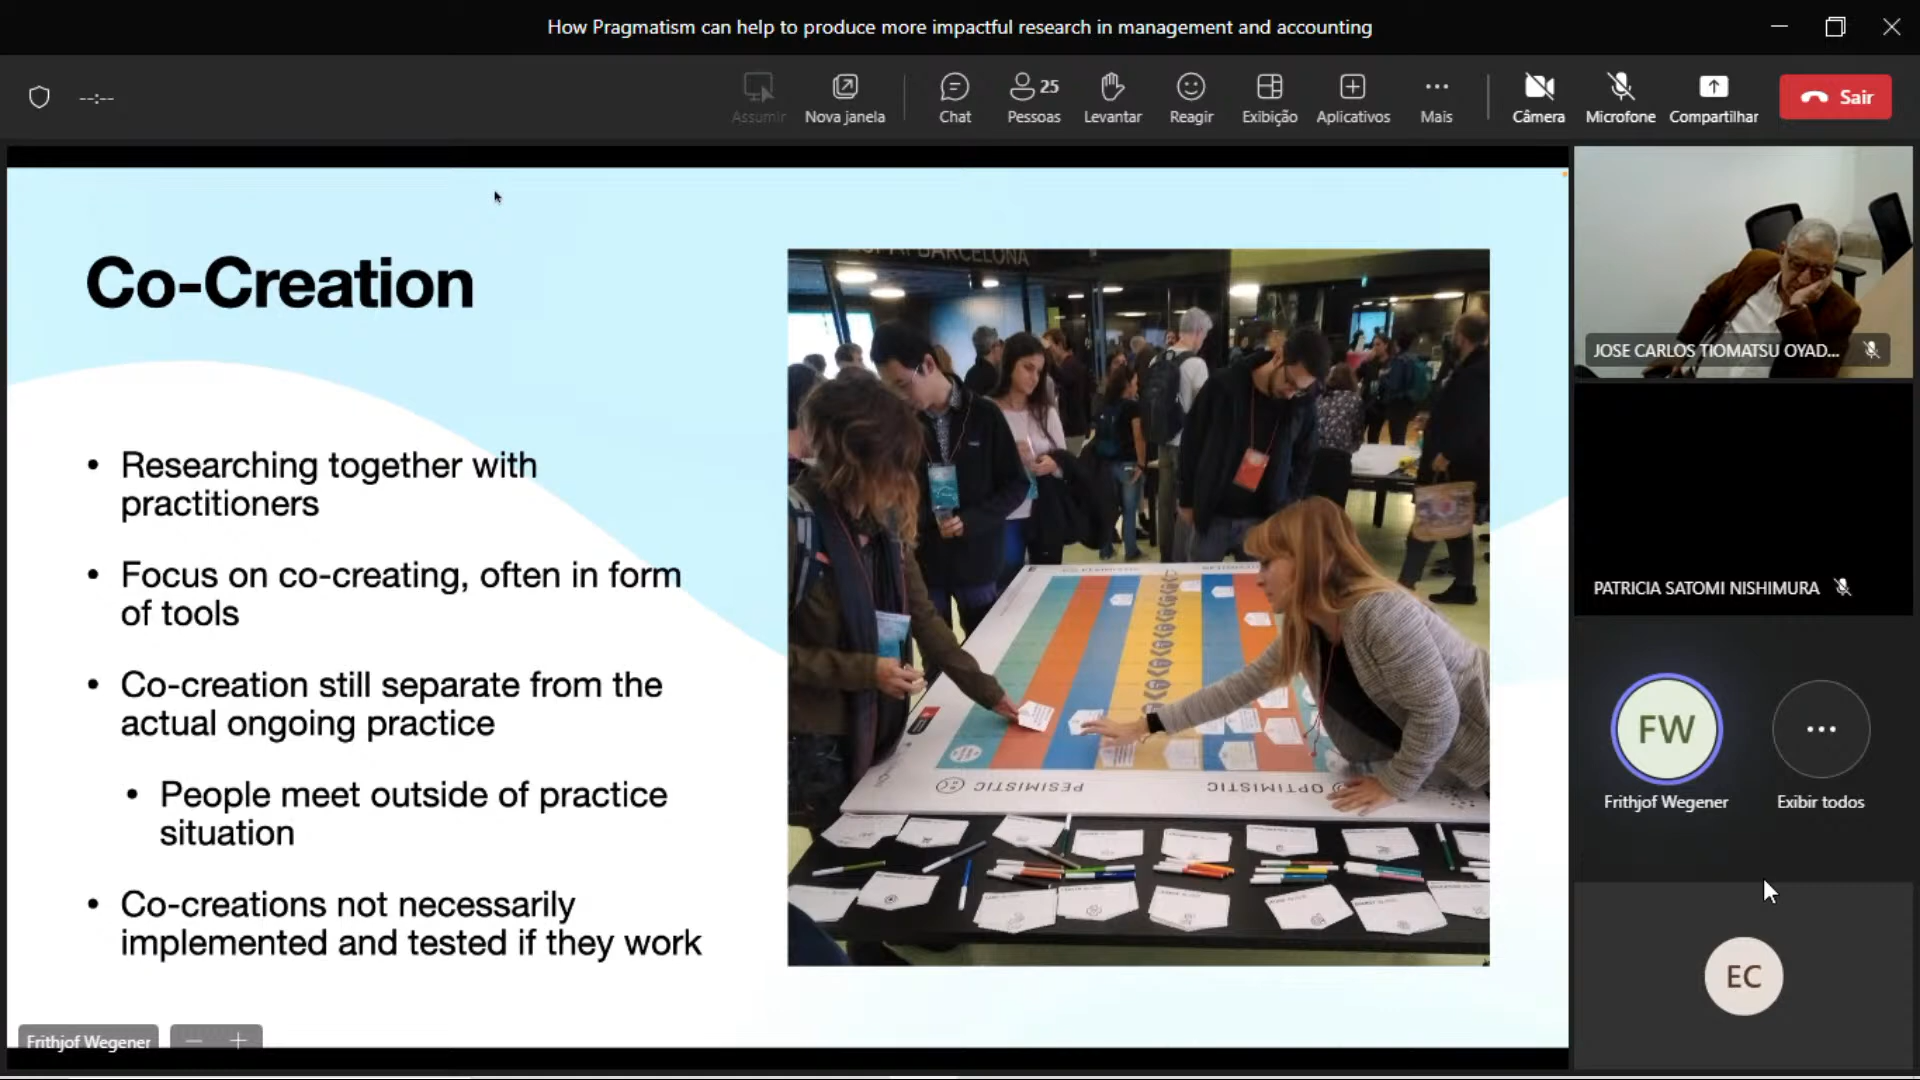 How Pragmatism can help to produce more impactful research in management and accounting
--:--
Assumir
Nova janela
Chat
25
Pessoas
Levantar
Reagir
Exibição
Aplicativos
Mais
Câmera
Microfone
Compartilhar
Sair
Co-Creation
• Researching together with
practitioners
• Focus on co-creating, often in form
of tools
• Co-creation still separate from the
actual ongoing practice
• People meet outside of practice
situation
• Co-creations not necessarily
implemented and tested if they work
BARCELONA
PESIMISTIC
OPTIMISTIC
Frithjof Wegener
JOSE CARLOS TIOMATSU OYAD...
PATRICIA SATOMI NISHIMURA
FW
Frithjof Wegener
Exibir todos
EC